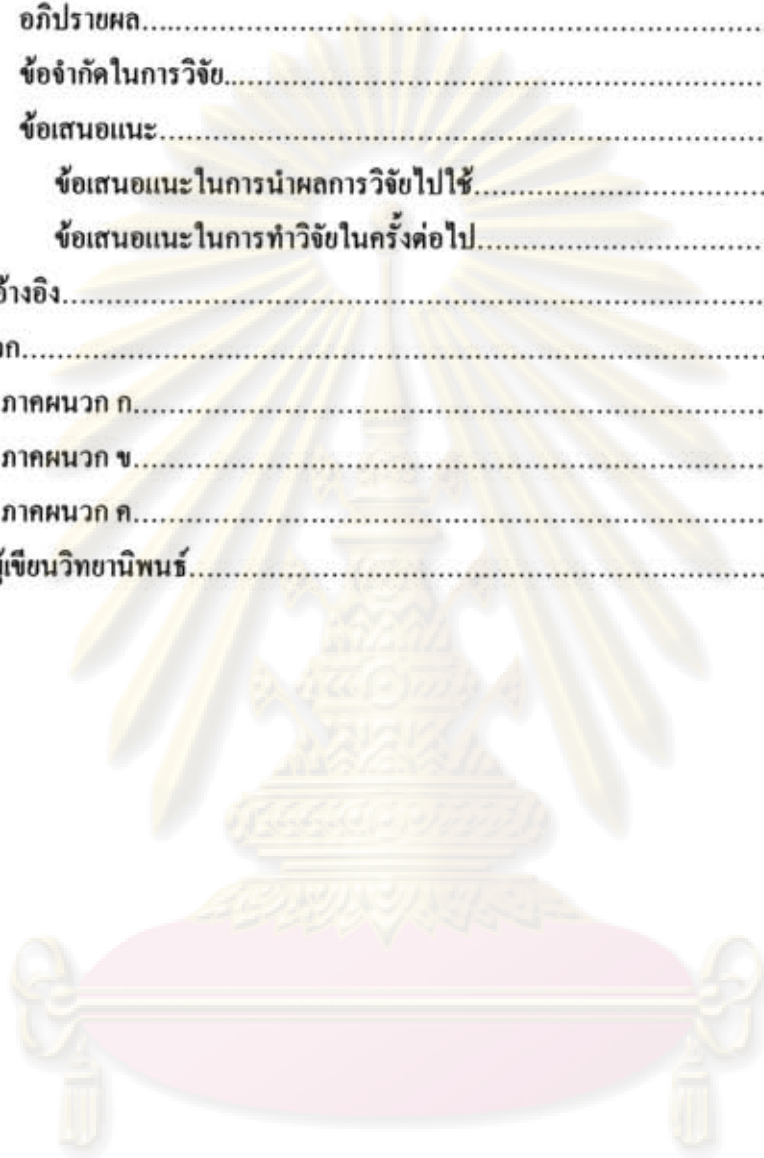 อภิปรายผล
ข้อจำกัดในการวิจัย
ข้อเสนอแนะ
ข้อเสนอแนะในการนำผลการวิจัยไปใช้
ข้อเสนอแนะในการทำวิจัยในครั้งต่อไป
อ้างอิง
วก
ภาคผนวก ก
ภาคผนวก ข
ภาคผนวก ค
ผู้เขียนวิทยานิพนธ์